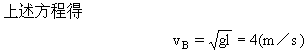 上述方程得
v_B = √gl = 4(m／s)